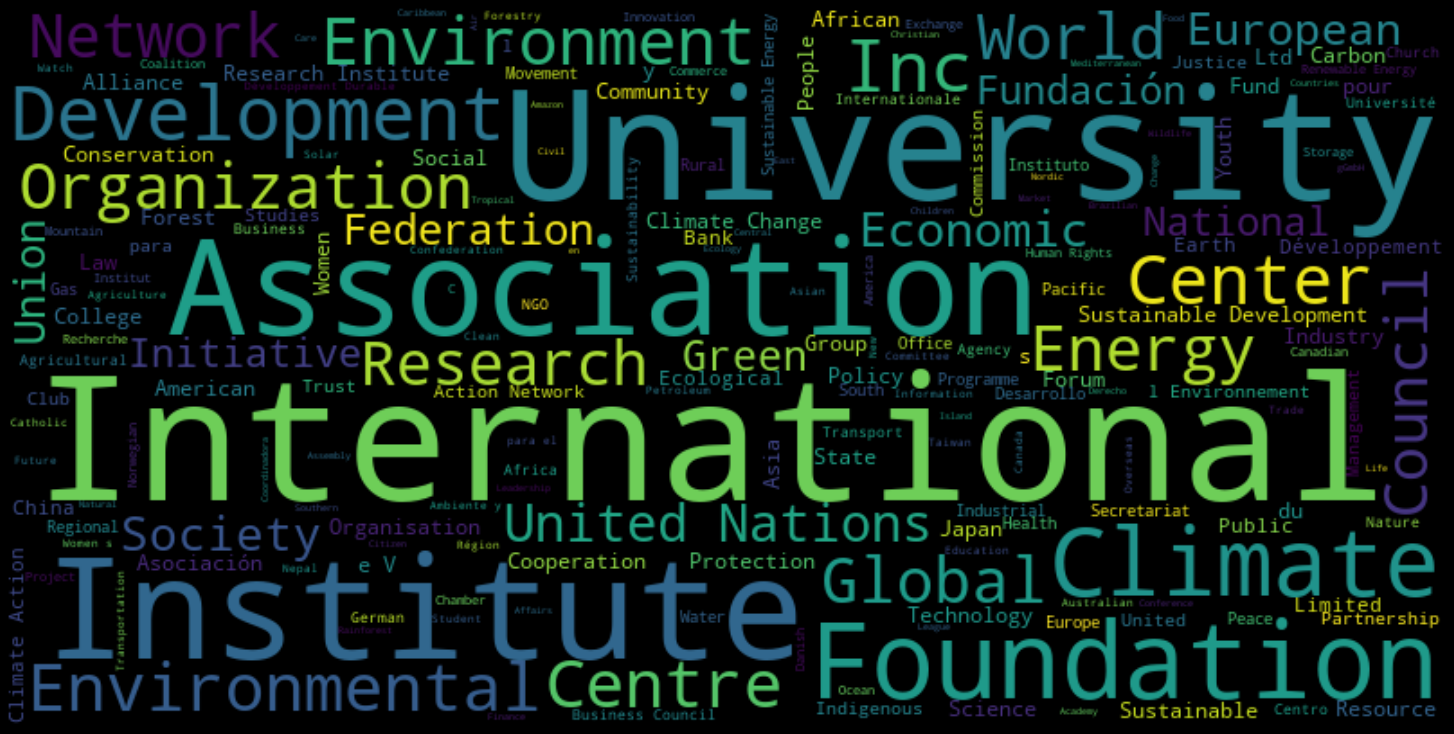 Network
Caribbean
Forestry
Care
Environment
Air
l
Innovation
Sustainable Energy
People
African
Exchange
Christian
Inc
World
Mediterranean
European
Food
Justice
Ltd
Carbon
Church
Renewable Energy
Watch
Coalition
Alliance
Research Institute
Développement Durable
Movement
y
Commerce
Community
Internationale
Fundación
Fund
Countries
pour
Université
Development
Amazon
University
Civil
Commission
Wildlife
Youth
Storage
gGmbH
Conservation
Solar
Social
Rural
East
Instituto
Nordic
Change
Organization
Tropical
Sustainability
Children
Market
Brazilian
Union
Forest
Studies
Business
Women
Federation
Climate Change
Bank
Central
Ecology
Economic
National
Earth
Développement
Mountain
para
Law
Gas
Institut
Agriculture
College
Association
Confederation
en
C
NGO
Asian
America
Human Rights
Pacific
Center
Sustainable Development
Council
Recherche
Agricultural
Initiative
Research
Clean
Green
Group
New
Office
Committee
Agency
s
Energy
Industry
Canadian
Club
American
Trust
Action Network
Ecological
Petroleum
Policy
South
Information
Programme
Desarrollo
Forum
Derecho
l Environnement
Management
Trade
Catholic
Future
International
Norwegian
Coordinadora
Assembly
para el
Africa
Leadership
Asia
Transport
State
Island
Taiwan
Canada
Overseas
Life
China
Natural
Regional
Women s
Society
Southern
Organisation
Citizen
Ambiente y
Région
United Nations
Japan
Industrial
Health
Education
Secretariat
du
Public
Nature
Climate Action
Project
Asociación
Nepal
e V
Cooperation
Protection
Global
Climate
Transportation
Institute
German
Rainforest
Chamber
Student
Affairs
Water
Danish
Technology
League
Australian
Conference
Europe
United
Peace
Limited
Partnership
Environmental
Finance
Centre
Business Council
Foundation
Ocean
Indigenous
Science
Academy
Sustainable
Centro
Resource